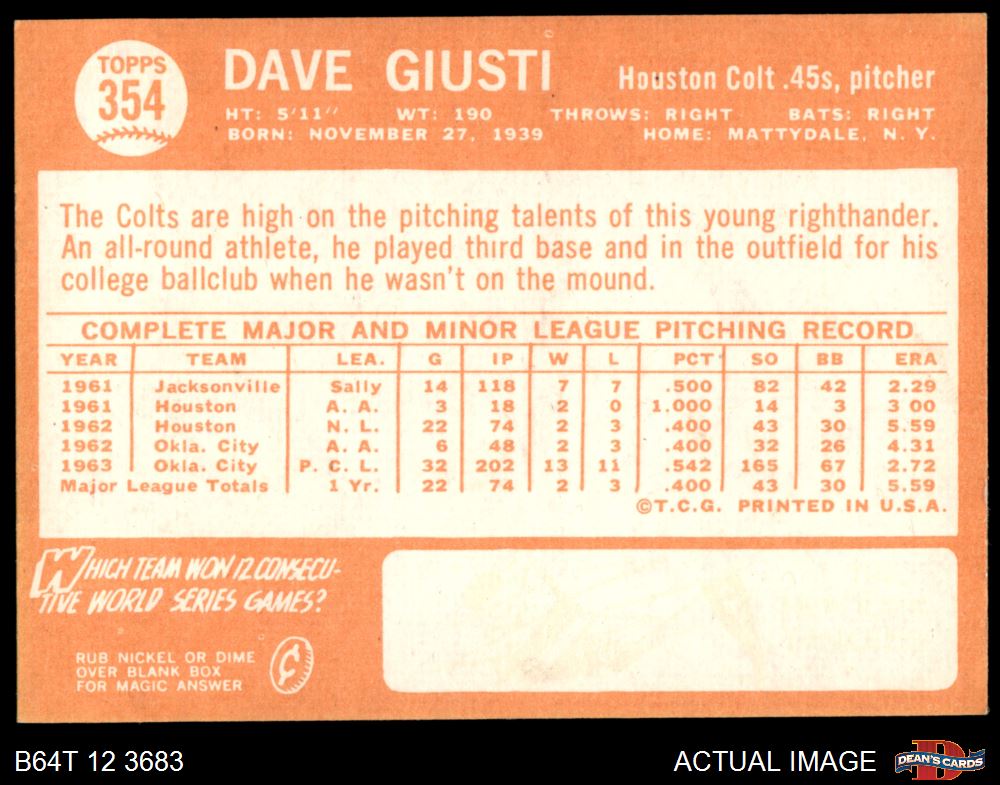 TOPPS
354
DAVE GIUSTI
Houston Colt .45s, pitcher
HT: 5'11" WT: 190 THROWS: RIGHT BATS: RIGHT
BORN: NOVEMBER 27, 1939 HOME: MATTYDALE, N. Y.
The Colts are high on the pitching talents of this young righthander.
An all-round athlete, he played third base and in the outfield for his
college ballclub when he wasn't on the mound.
COMPLETE MAJOR AND MINOR LEAGUE PITCHING RECORD
YEAR TEAM LEA. G IP W L PCT SO BB ERA
1961 Jacksonville Sally 14 118 7 7 .500 82 42 2.29
1961 Houston A. A. 3 18 2 0 1.000 14 3 3 00
1962 Houston N. L. 22 74 2 3 .400 43 30 5.59
1962 Okla. City A. A. 6 48 2 3 .400 32 26 4.31
1963 Okla. City P. C. L. 32 202 13 11 .542 165 67 2.72
Major League Totals 1 Yr. 22 74 2 3 .400 43 30 5.59
©T.C.G. PRINTED IN U.S.A.
WHICH TEAM WON 12 CONSECU-
TIVE WORLD SERIES GAMES?
RUB NICKEL OR DIME
OVER BLANK BOX
FOR MAGIC ANSWER
¢
B64T 12 3683
ACTUAL IMAGE
D
DEAN'S CARDS